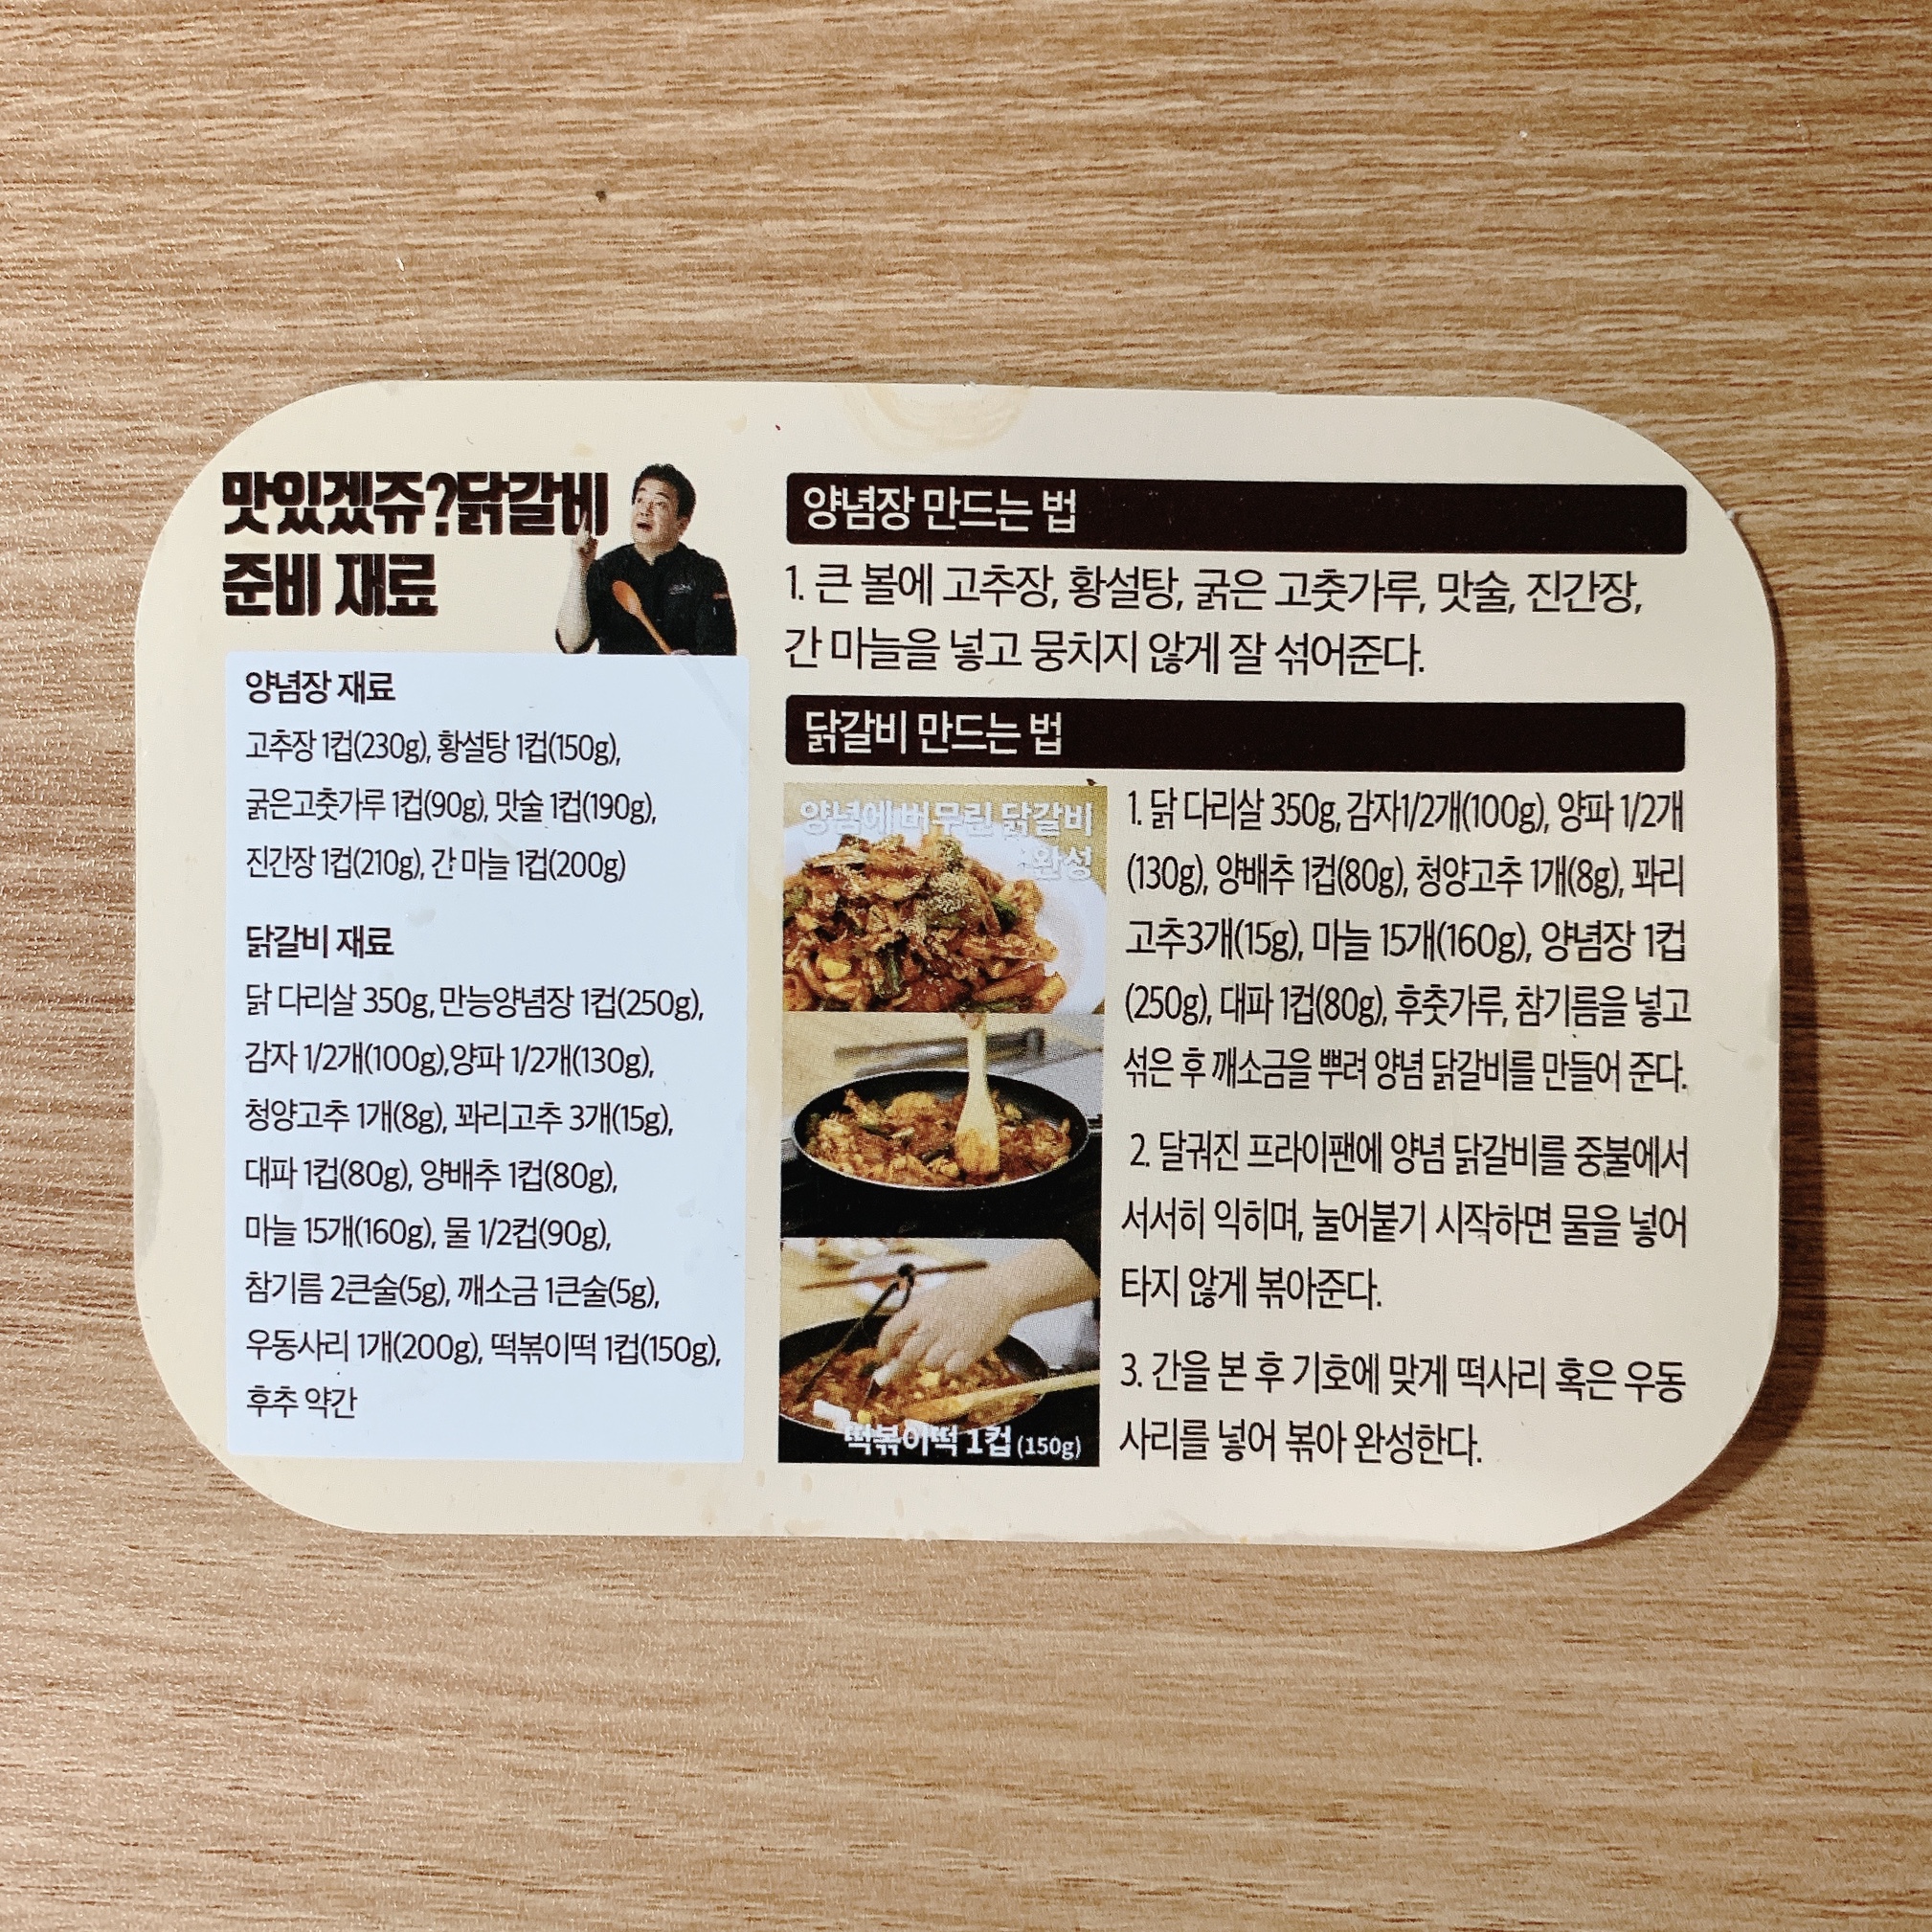 맛있겠쥬?닭갈비
준비 재료
양념장 재료
고추장 1컵(230g), 황설탕 1컵(150g),
굵은고춧가루 1컵(90g), 맛술 1컵(190g),
진간장 1컵(210g), 간 마늘 1컵(200g)
닭갈비 재료
닭 다리살 350g, 만능양념장 1컵(250g),
감자 1/2개(100g),양파 1/2개(130g),
청양고추 1개(8g), 꽈리고추 3개(15g),
대파 1컵(80g), 양배추 1컵(80g),
마늘 15개(160g), 물 1/2컵(90g),
참기름 2큰술(5g), 깨소금 1큰술(5g),
우동사리 1개(200g), 떡볶이떡 1컵(150g),
후추 약간
양념장 만드는 법
1. 큰 볼에 고추장, 황설탕, 굵은 고춧가루, 맛술, 진간장,
간 마늘을 넣고 뭉치지 않게 잘 섞어준다.
닭갈비 만드는 법
양념에 버무린 닭갈비
완성
떡볶이떡 1컵 (150g)
1. 닭 다리살 350g, 감자1/2개(100g), 양파 1/2개
(130g), 양배추 1컵(80g), 청양고추 1개(8g), 꽈리
고추3개(15g), 마늘 15개(160g), 양념장 1컵
(250g), 대파 1컵(80g), 후춧가루, 참기름을 넣고
섞은 후 깨소금을 뿌려 양념 닭갈비를 만들어 준다.
2. 달궈진 프라이팬에 양념 닭갈비를 중불에서
서서히 익히며, 눌어붙기 시작하면 물을 넣어
타지 않게 볶아준다.
3. 간을 본 후 기호에 맞게 떡사리 혹은 우동
사리를 넣어 볶아 완성한다.